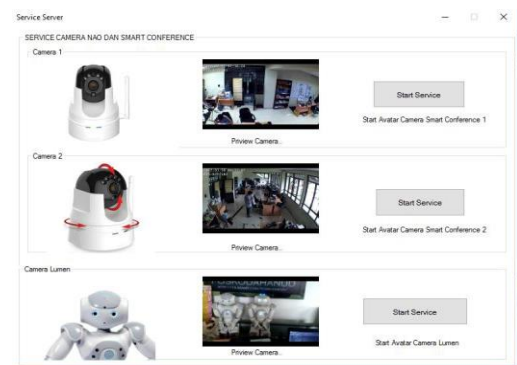 Service Server
SERVICE CAMERA NAO DAN SMART CONFERENCE
Camera 1
Start Service
Start Avatar Camera Smart Conference 1
Priview Camera..
Camera 2
Start Service
Start Avatar Camera Smart Conference 2
Priview Camera..
Camera Lumen
Start Service
Start Avatar Camera Lumen
Priview Camera..